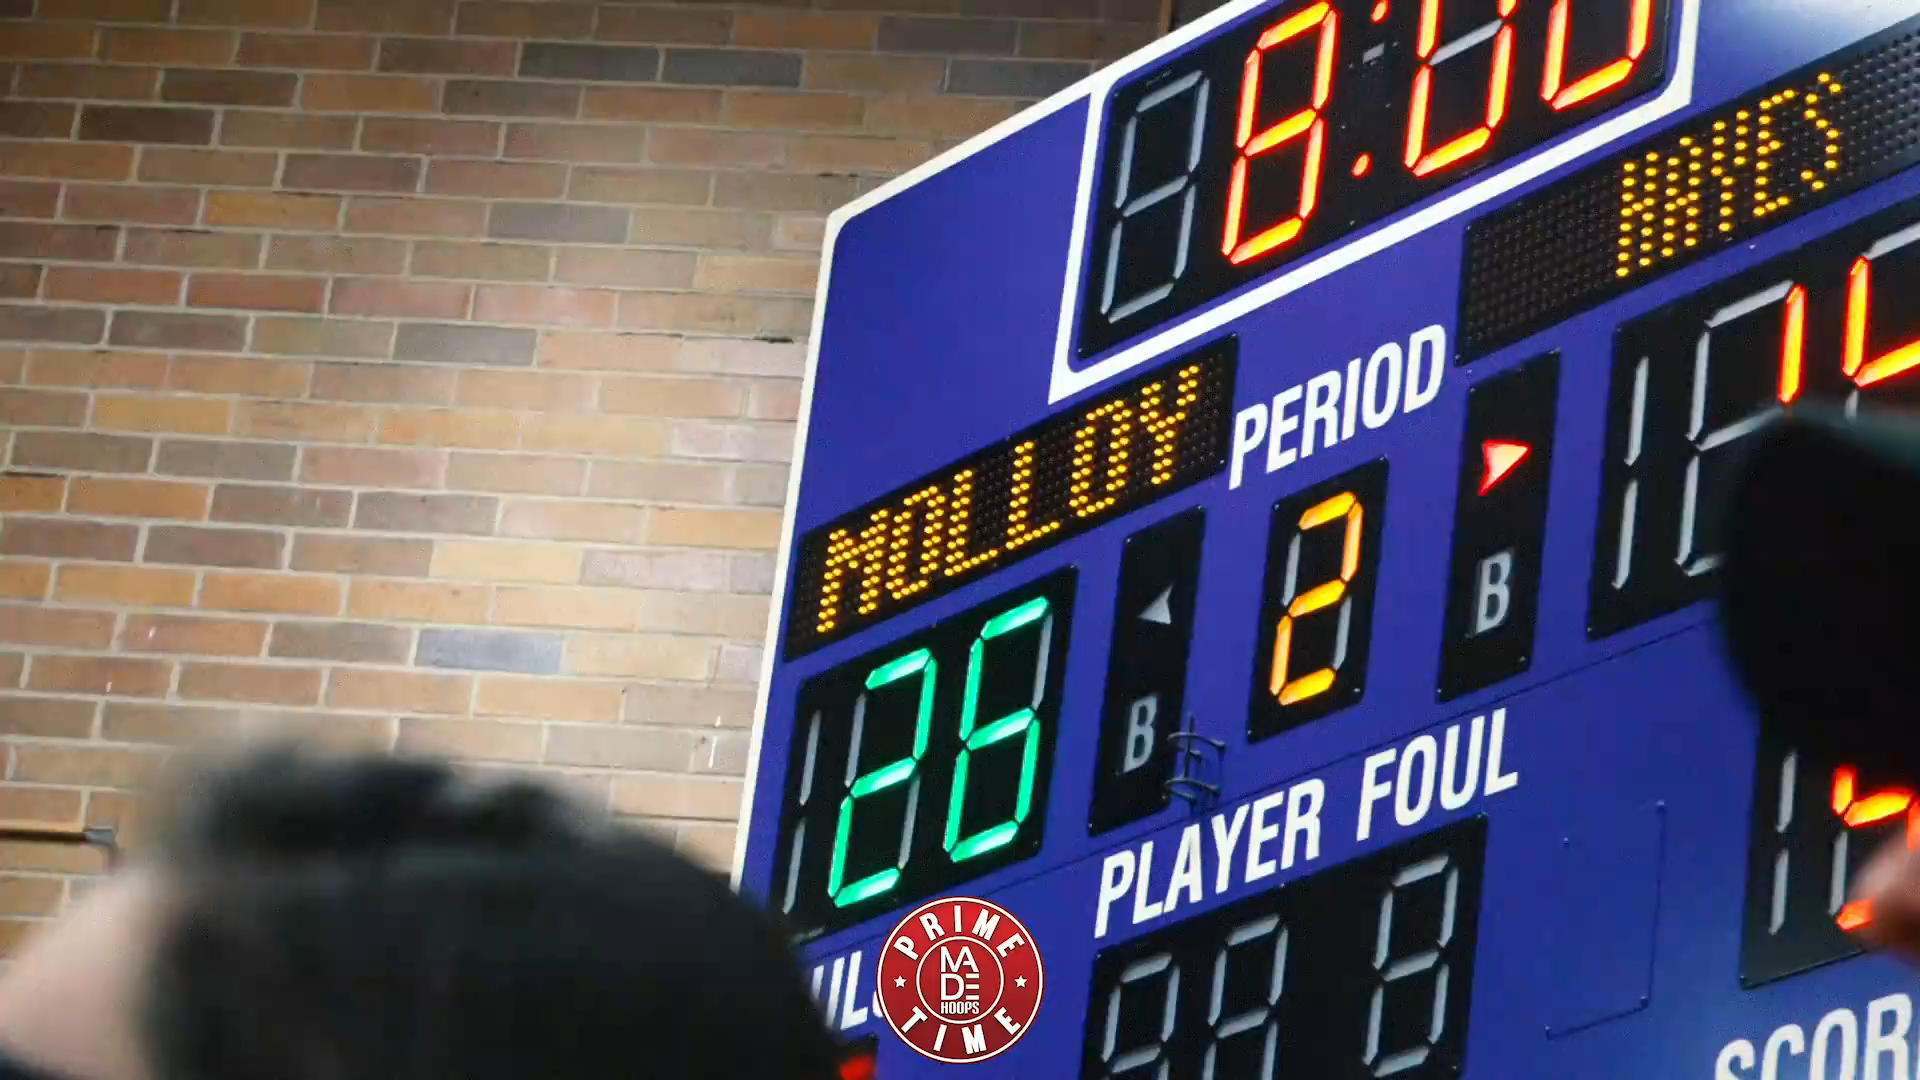 8:00
HAYES
MOLLOY
PERIOD
26
2
B
B
PLAYER FOUL
PRIME
MADE
HOOPS
TIME